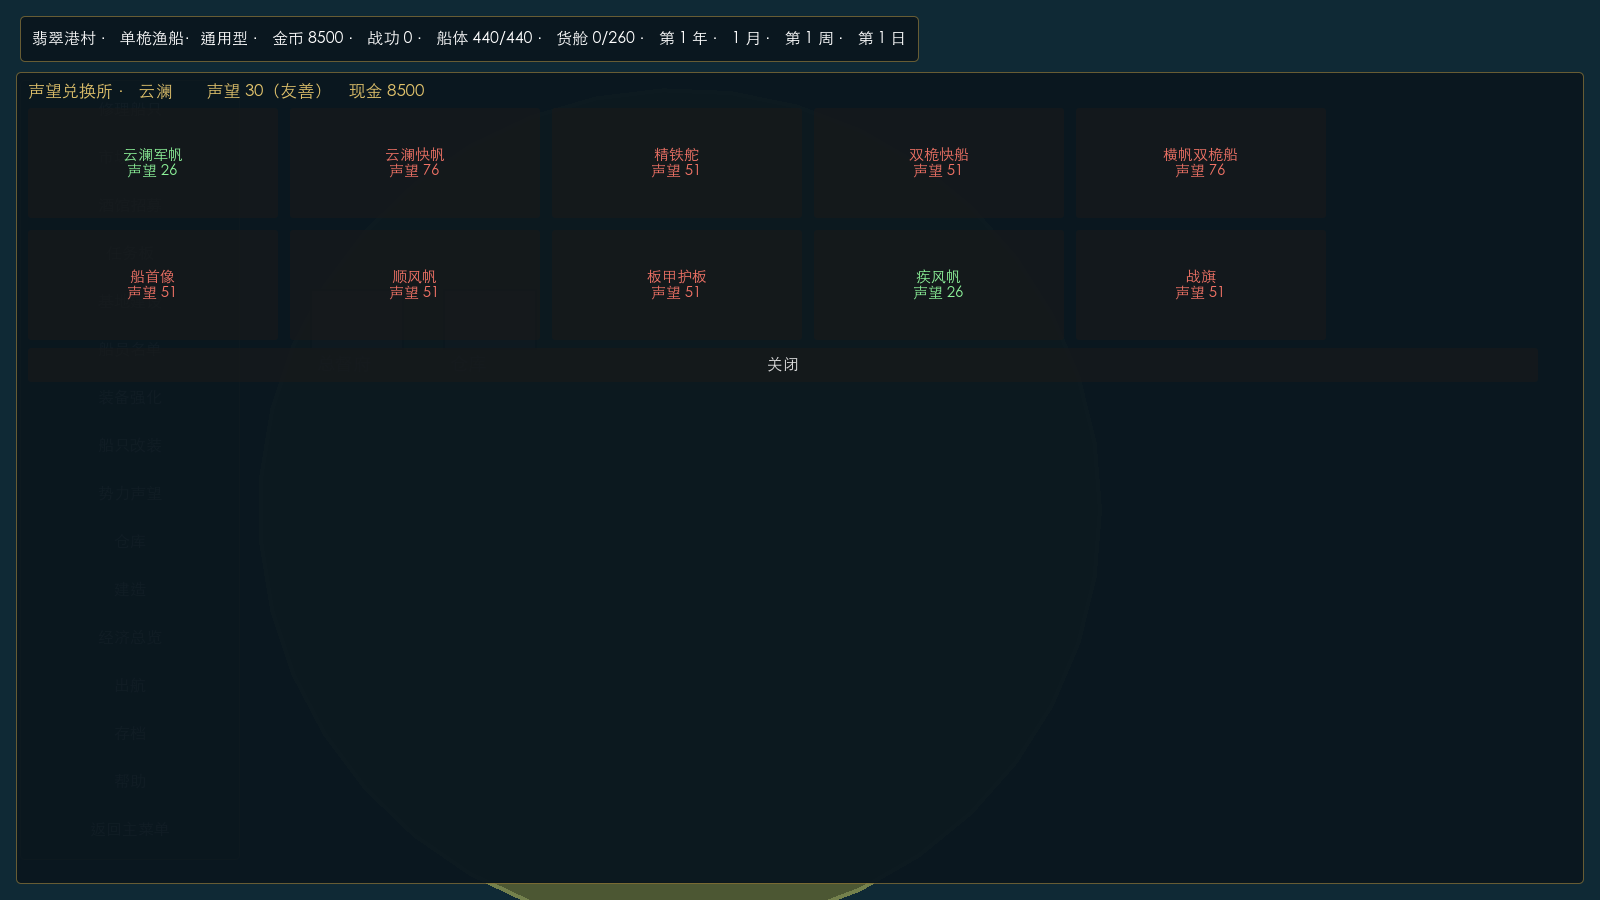 翡翠港村 · 单桅渔船 · 通用型 · 金币 8500 · 战功 0 · 船体 440/440 · 货舱 0/260 · 第 1 年 · 1 月 · 第 1 周 · 第 1 日
声望兑换所 · 云澜 声望 30（友善） 现金 8500
云澜军帆
声望 26
云澜快帆
声望 76
精铁舵
声望 51
双桅快船
声望 51
横帆双桅船
声望 76
船首像
声望 51
顺风帆
声望 51
板甲护板
声望 51
疾风帆
声望 26
战旗
声望 51
关闭